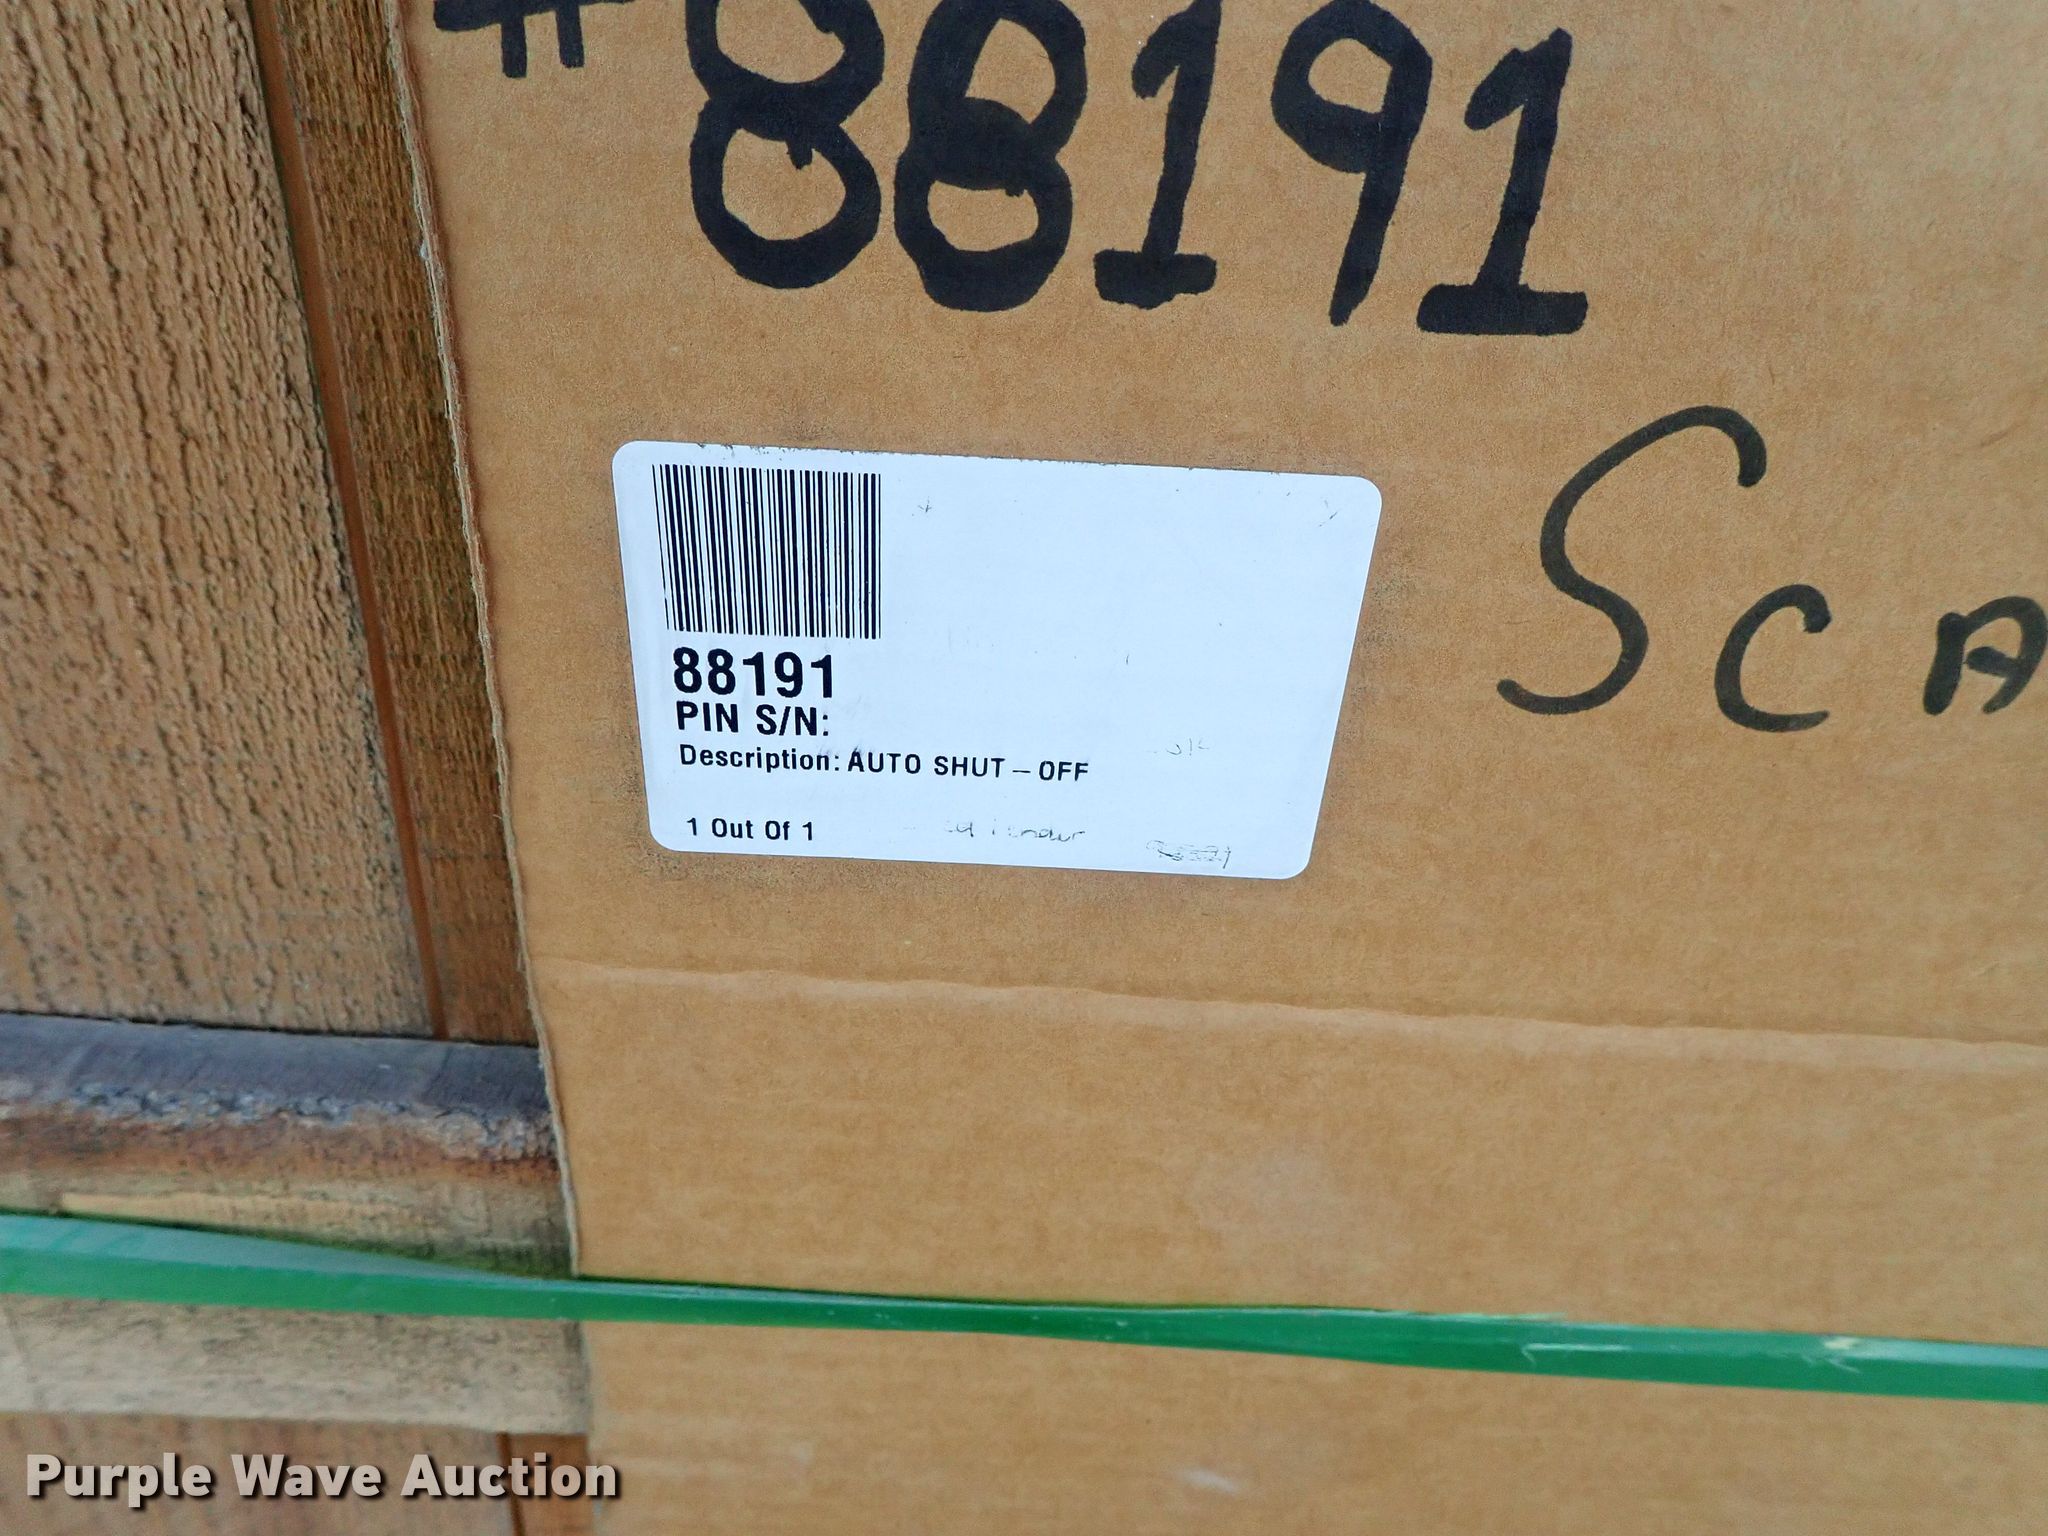 #88191
Sca
88191
PIN S/N:
Description: AUTO SHUT – OFF
1 Out Of 1
Purple Wave Auction